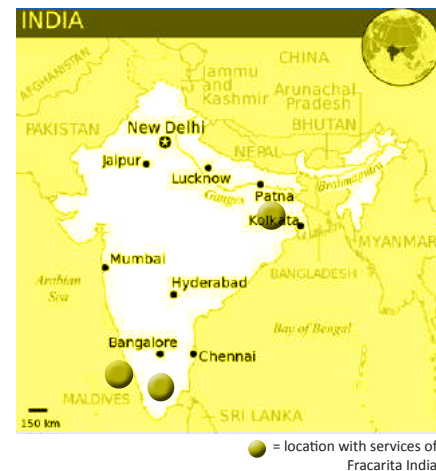 INDIA
AFGHANISTAN
CHINA
Jammu
and
Kashmir
Arunachal
Pradesh
PAKISTAN
New Delhi
BHUTAN
NEPAL
Jaipur
Lucknow
Brahmaputra
Patna
Ganges
Kolkata
MYANMAR
Mumbai
BANGLADESH
Arabian
Sea
Hyderabad
Bay of Bengal
Bangalore
Chennai
MALDIVES
SRI LANKA
150 km
= location with services of
Fracarita India